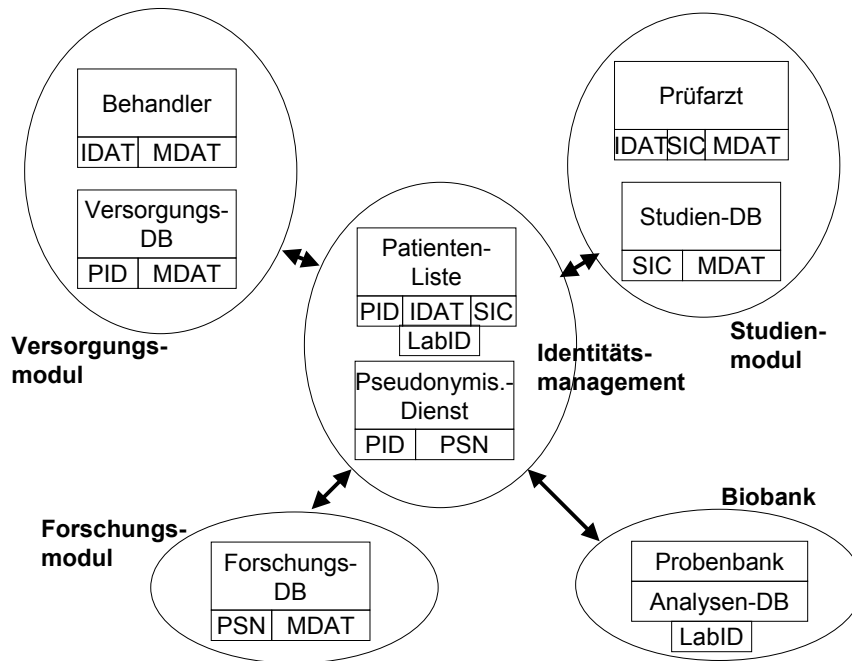 Behandler
IDAT MDAT
Versorgungs-
DB
PID MDAT
Versorgungs-
modul
Prüfarzt
IDAT SIC MDAT
Studien-DB
SIC MDAT
Studien-
modul
Patienten-
Liste
PID IDAT SIC
LabID
Pseudonymis.-
Dienst
PID PSN
Identitäts-
management
Forschungs-
modul
Forschungs-
DB
PSN MDAT
Biobank
Probenbank
Analysen-DB
LabID